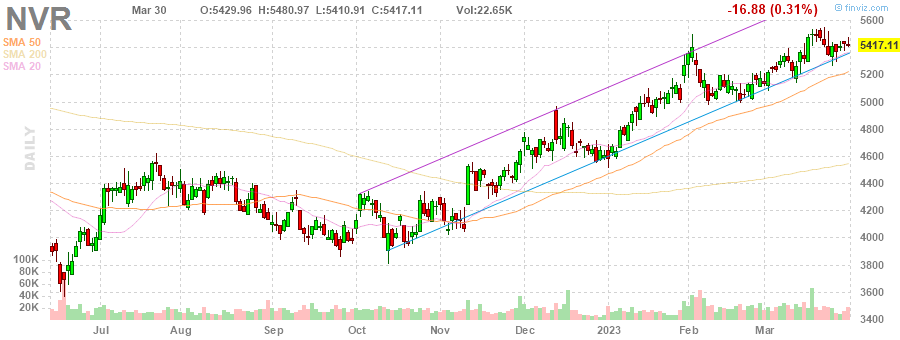 NVR Mar 30 O:5429.96 H:5480.97 L:5410.91 C:5417.11 Vol:22.65K -16.88 (0.31%) © finviz.com
SMA 50
SMA 200
SMA 20
DAILY
5600
5417.11
5200
5000
4800
4600
4400
4200
4000
3800
3600
3400
100K
80K
60K
40K
20K
Jul Aug Sep Oct Nov Dec 2023 Feb Mar